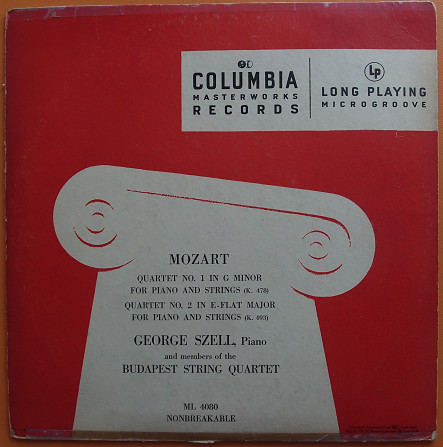 COLUMBIA
MASTERWORKS
RECORDS
LP
LONG PLAYING
MICROGROOVE
MOZART
QUARTET NO. 1 IN G MINOR
FOR PIANO AND STRINGS (K. 478)
QUARTET NO. 2 IN E-FLAT MAJOR
FOR PIANO AND STRINGS (K. 493)
GEORGE SZELL, Piano
and members of the
BUDAPEST STRING QUARTET
ML 4080
NONBREAKABLE